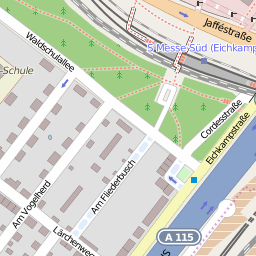 Jafféstraße
S Messe Süd (Eichkamp
Waldschulallee
-Schule
Cordesstraße
Eichkampstraße
Am Fliederbusch
Am Vogelherd
Lärchenweg
A 115